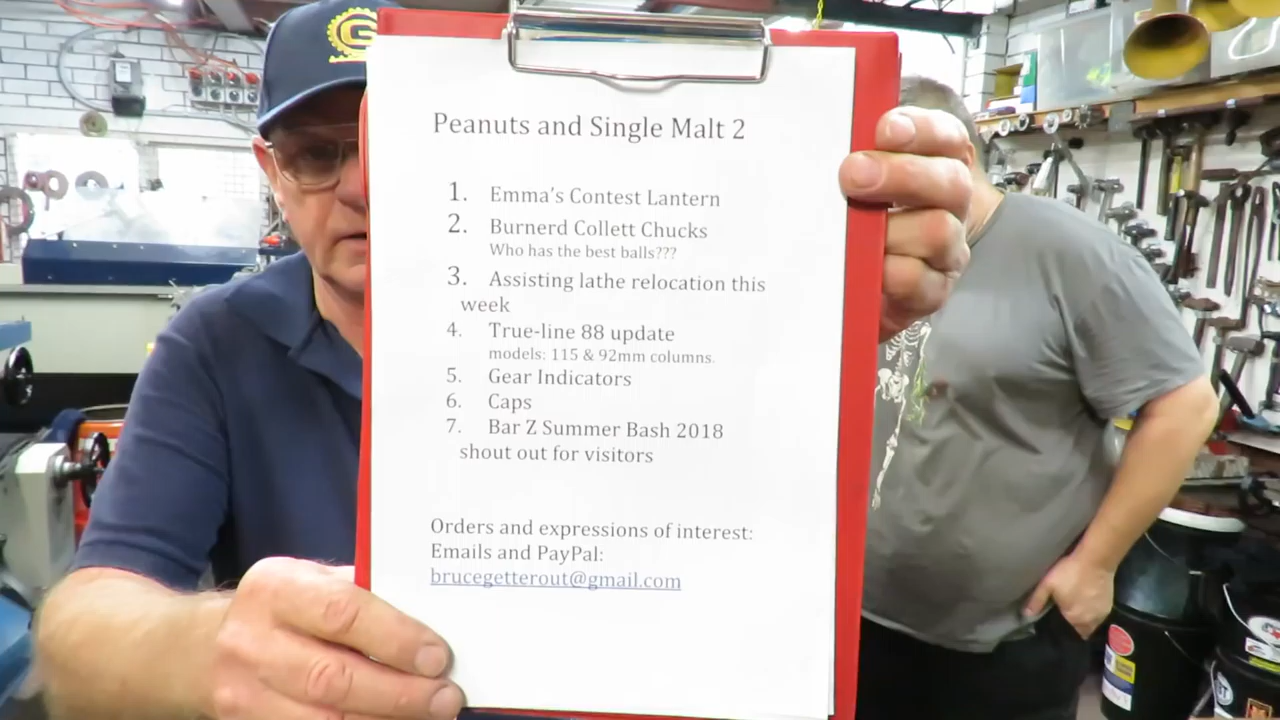 Peanuts and Single Malt 2
1. Emma's Contest Lantern
2. Burnerd Collett Chucks
Who has the best balls???
3. Assisting lathe relocation this
week
4. True-line 88 update
models: 115 & 92mm columns.
5. Gear Indicators
6. Caps
7. Bar Z Summer Bash 2018
shout out for visitors
Orders and expressions of interest:
Emails and PayPal:
brucegetterout@gmail.com
G